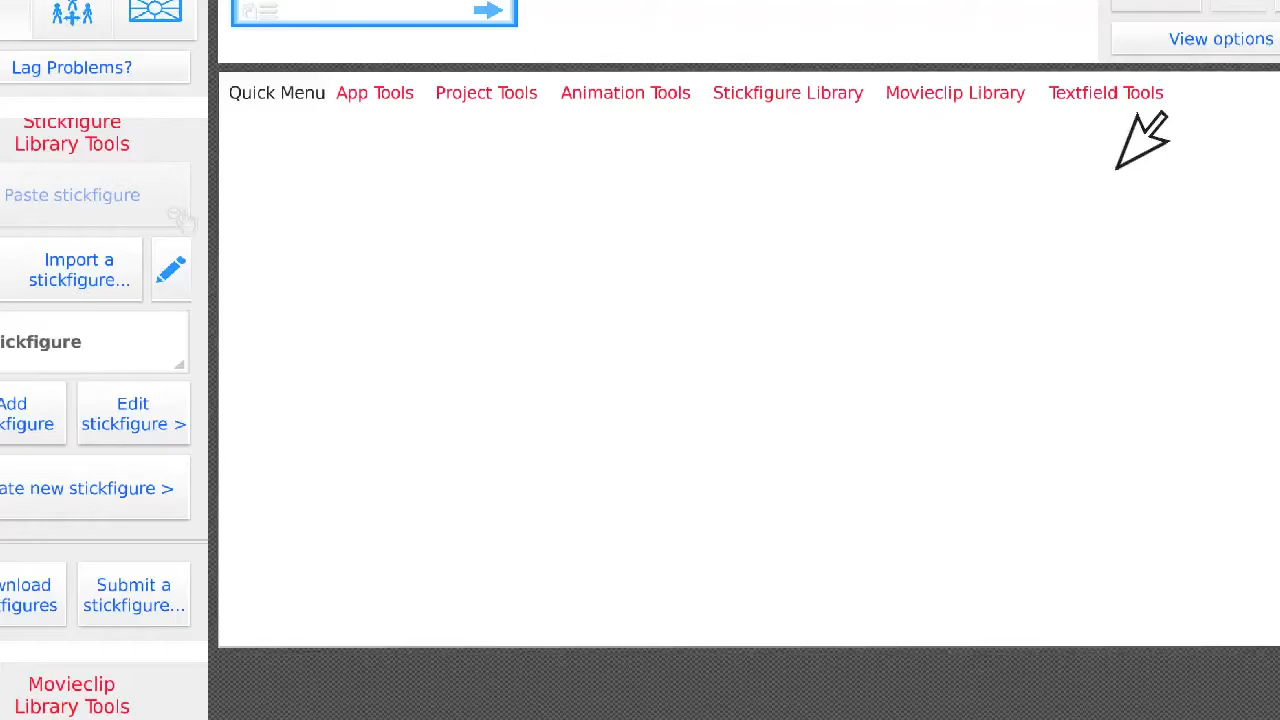 View options
Lag Problems?
Quick Menu App Tools Project Tools Animation Tools Stickfigure Library Movieclip Library Textfield Tools
Stickfigure
Library Tools
Paste stickfigure
Import a
stickfigure...
ickfigure
Add
kfigure
Edit
stickfigure >
ate new stickfigure >
wnload
figures
Submit a
stickfigure...
Movieclip
Library Tools